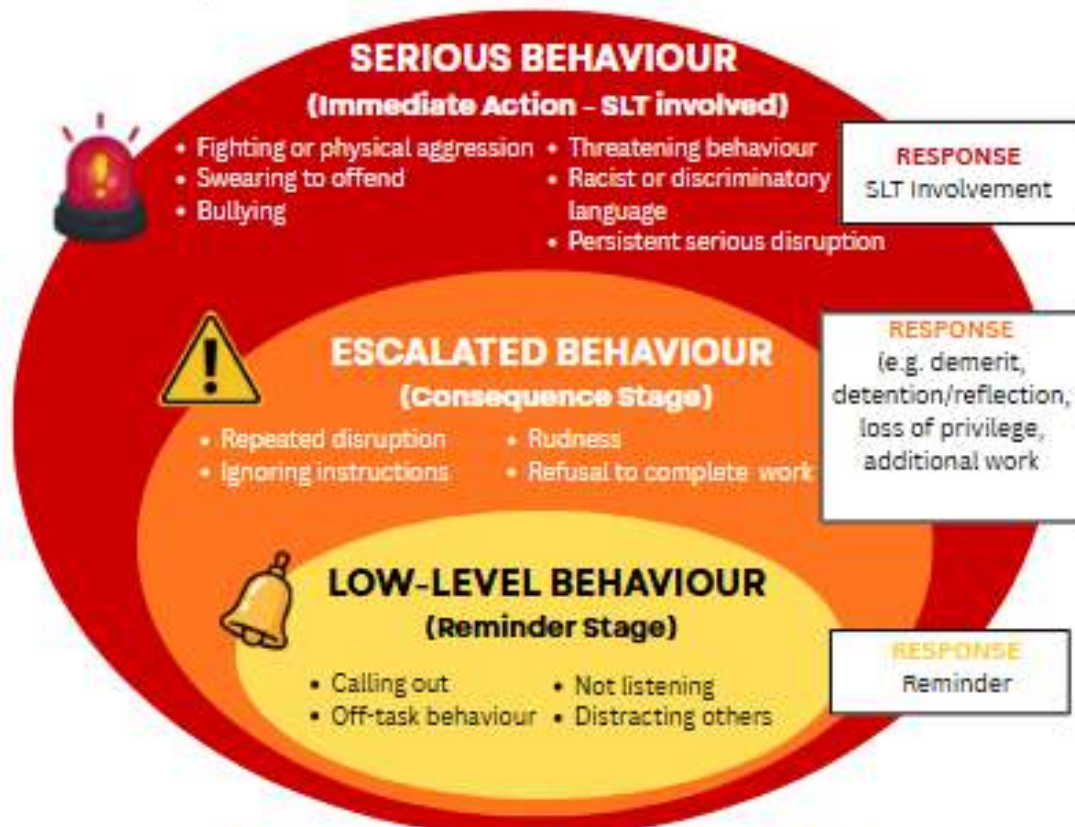 SERIOUS BEHAVIOUR
(Immediate Action - SLT involved)
• Fighting or physical aggression
• Swearing to offend
• Bullying
• Threatening behaviour
• Racist or discriminatory
language
• Persistent serious disruption
RESPONSE
SLT Involvement
ESCALATED BEHAVIOUR
(Consequence Stage)
• Repeated disruption
• Ignoring instructions
• Rudness
• Refusal to complete work
RESPONSE
(e.g. demerit,
detention/reflection,
loss of privilege,
additional work
LOW-LEVEL BEHAVIOUR
(Reminder Stage)
• Calling out
• Off-task behaviour
• Not listening
• Distracting others
RESPONSE
Reminder